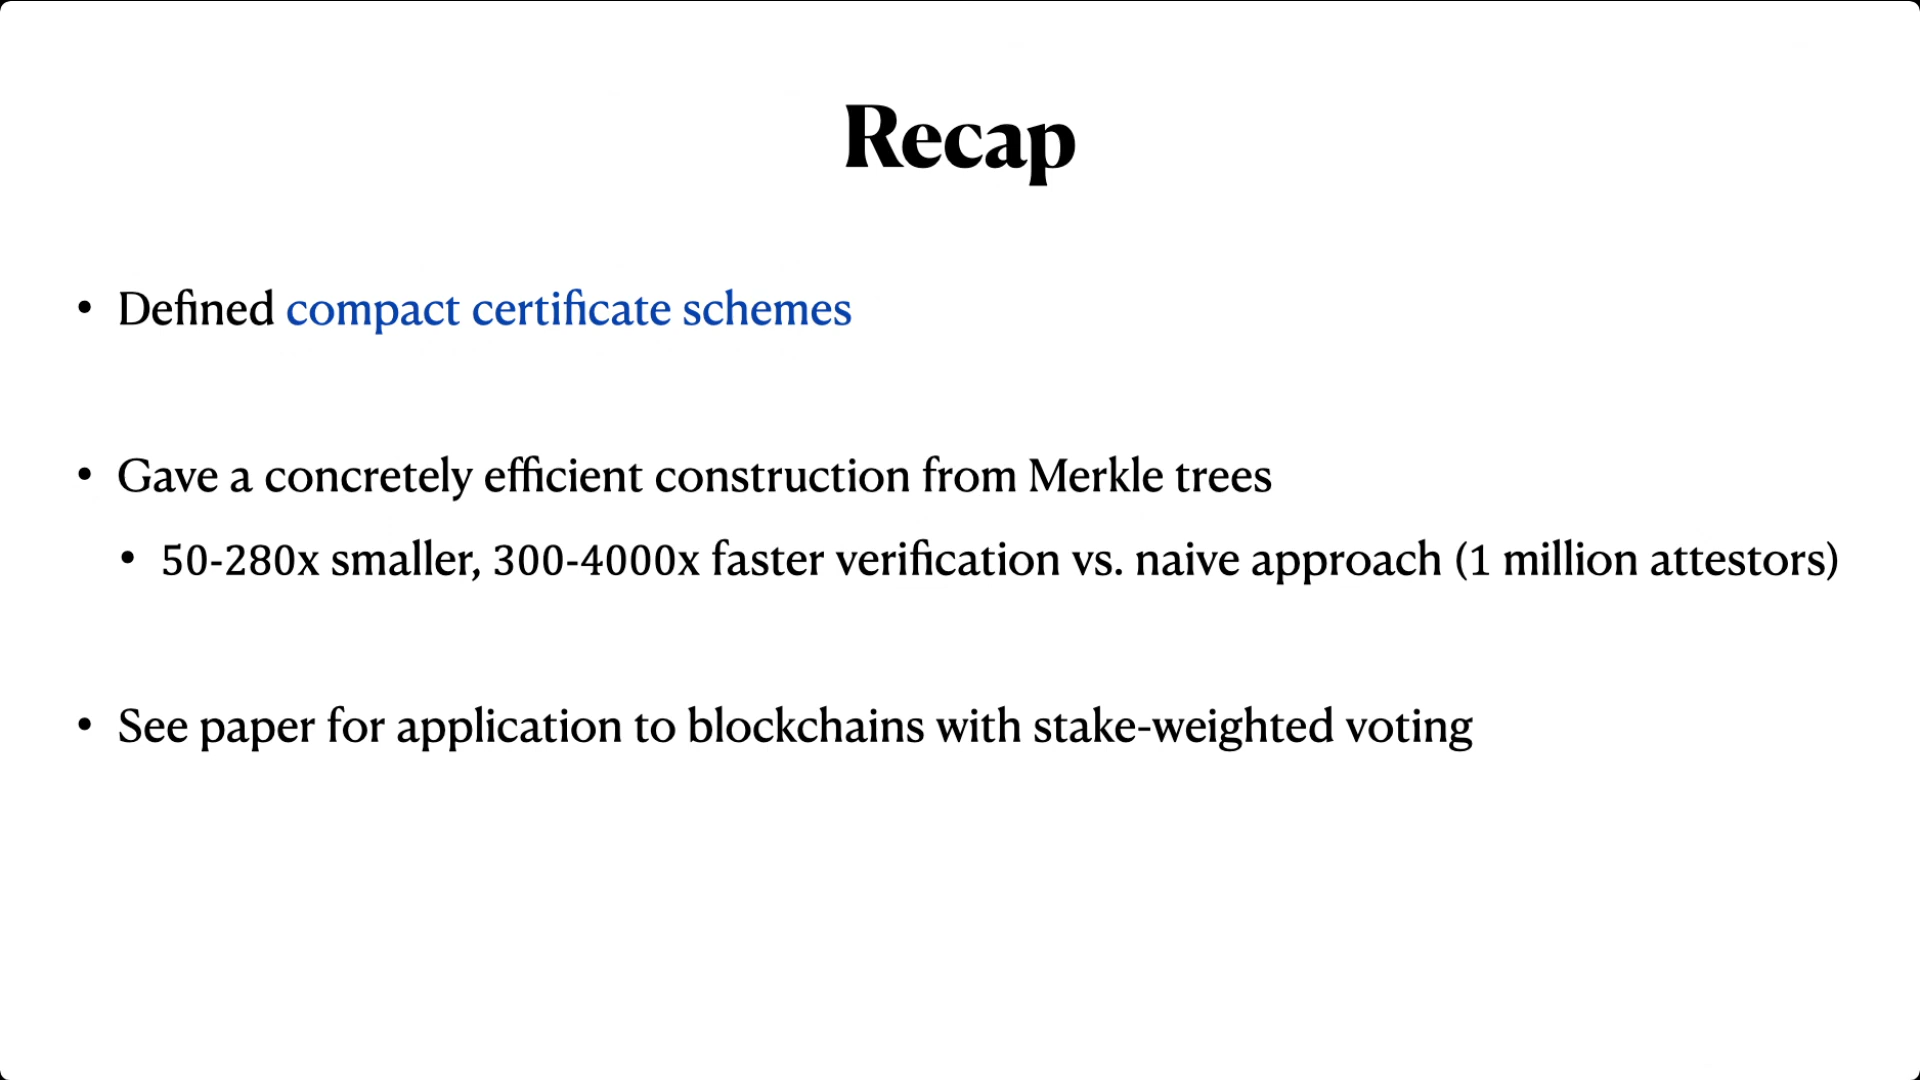 Recap
• Defined compact certificate schemes
• Gave a concretely efficient construction from Merkle trees
• 50-280x smaller, 300-4000x faster verification vs. naive approach (1 million attestors)
• See paper for application to blockchains with stake-weighted voting